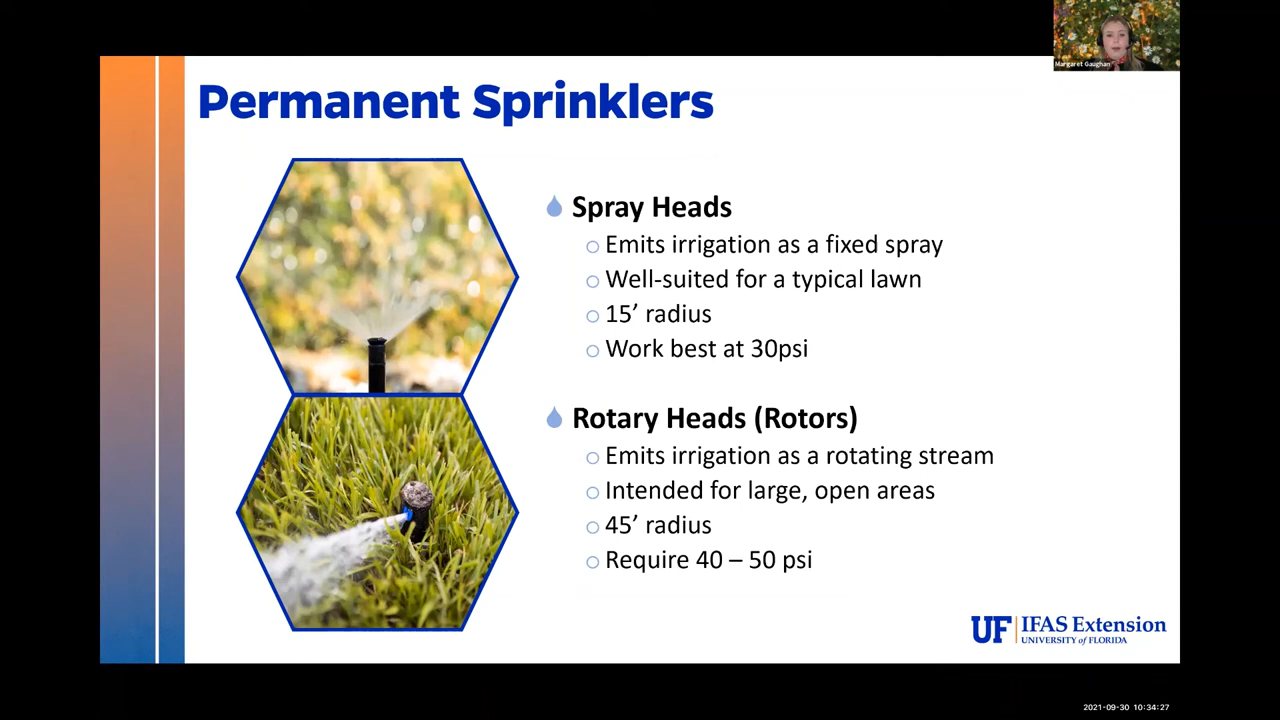 Margaret Gaughan
Permanent Sprinklers
Spray Heads
Emits irrigation as a fixed spray
Well-suited for a typical lawn
15’ radius
Work best at 30psi
Rotary Heads (Rotors)
Emits irrigation as a rotating stream
Intended for large, open areas
45’ radius
Require 40 – 50 psi
UF IFAS Extension
UNIVERSITY of FLORIDA
2021-09-30 10:34:27